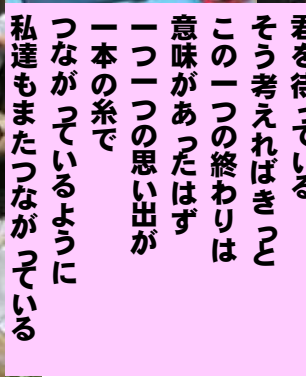 君を待っている
そう考えればきっと
この一つの終わりは
意味があったはず
一つ一つの思い出が
一本の糸で
つながっているように
私達もまたつながっている